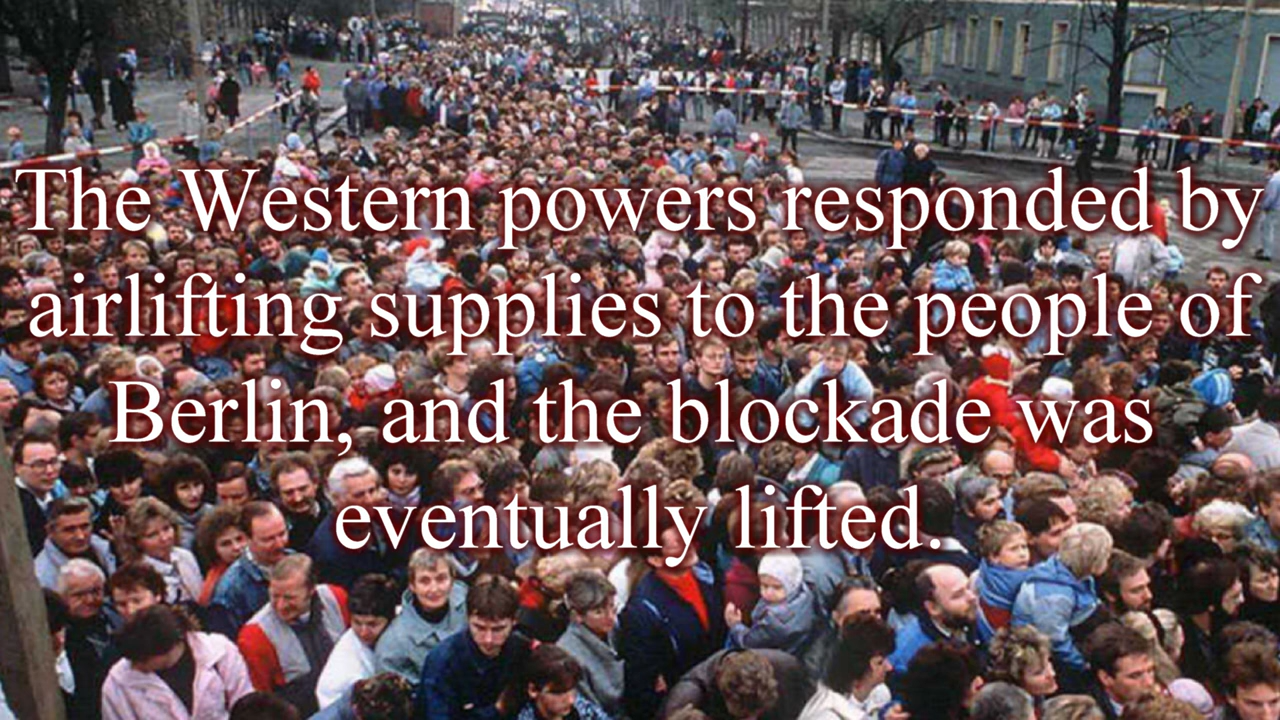 The Western powers responded by
airlifting supplies to the people of
Berlin, and the blockade was
eventually lifted.